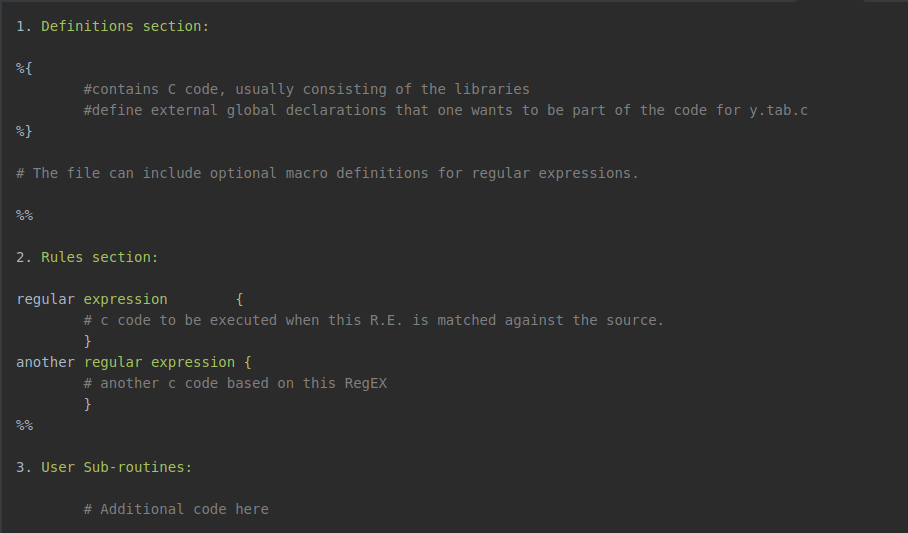 1. Definitions section:
%{
#contains C code, usually consisting of the libraries
#define external global declarations that one wants to be part of the code for y.tab.c
%}
# The file can include optional macro definitions for regular expressions.
%%
2. Rules section:
regular expression {
# c code to be executed when this R.E. is matched against the source.
}
another regular expression {
# another c code based on this RegEX
}
%%
3. User Sub-routines:
# Additional code here